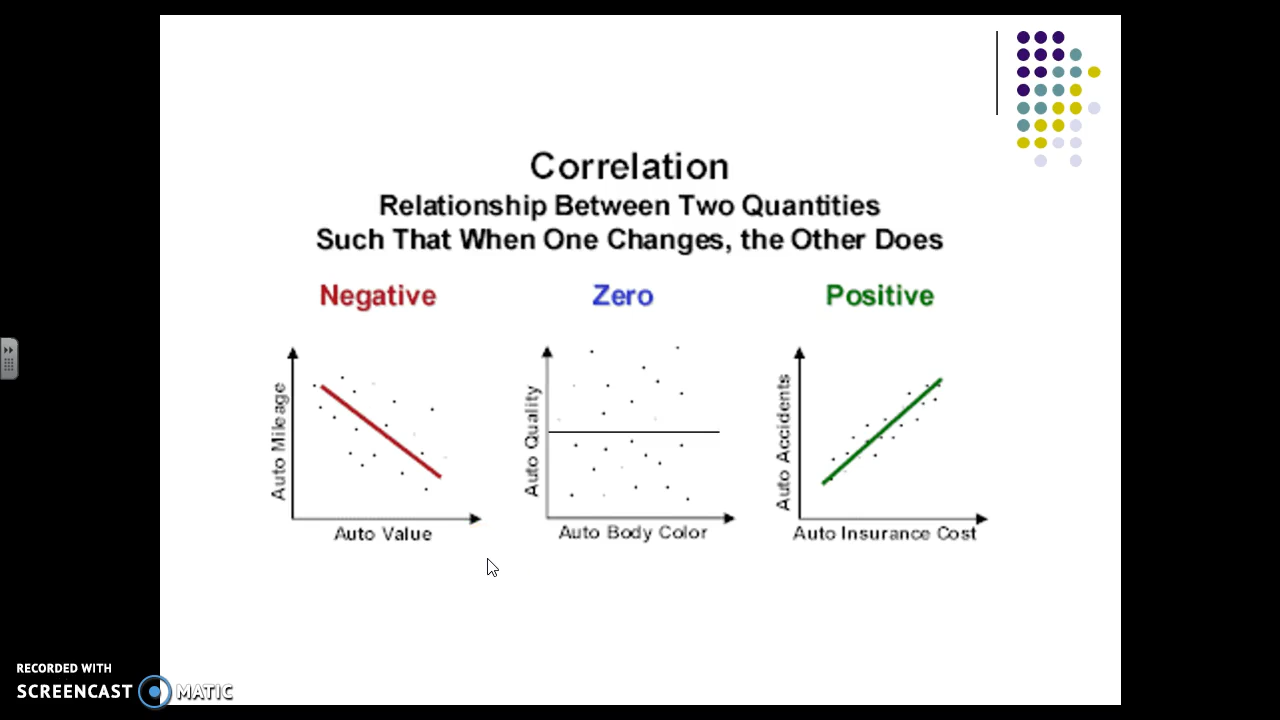 Correlation
Relationship Between Two Quantities
Such That When One Changes, the Other Does
Negative
Zero
Positive
Auto Mileage
Auto Value
Auto Quality
Auto Body Color
Auto Accidents
Auto Insurance Cost
RECORDED WITH
SCREENCAST MATIC